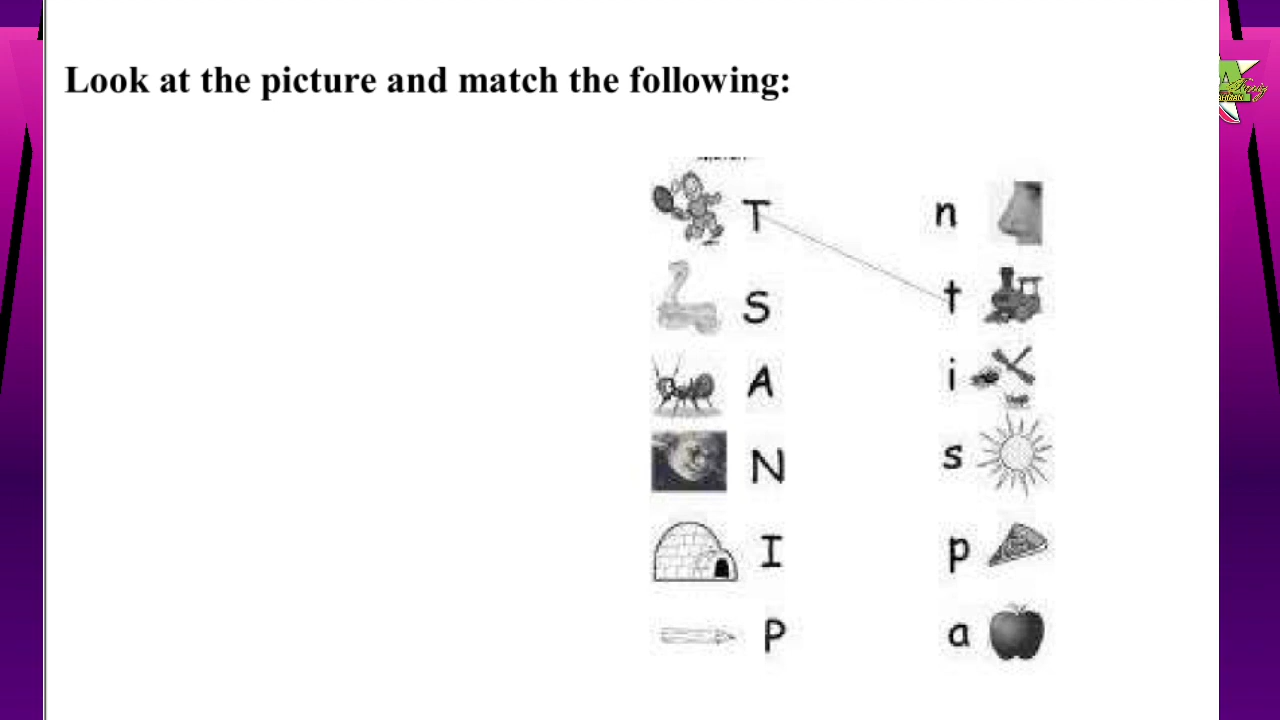 Look at the picture and match the following:
T n
S t
A i
N s
I p
P a